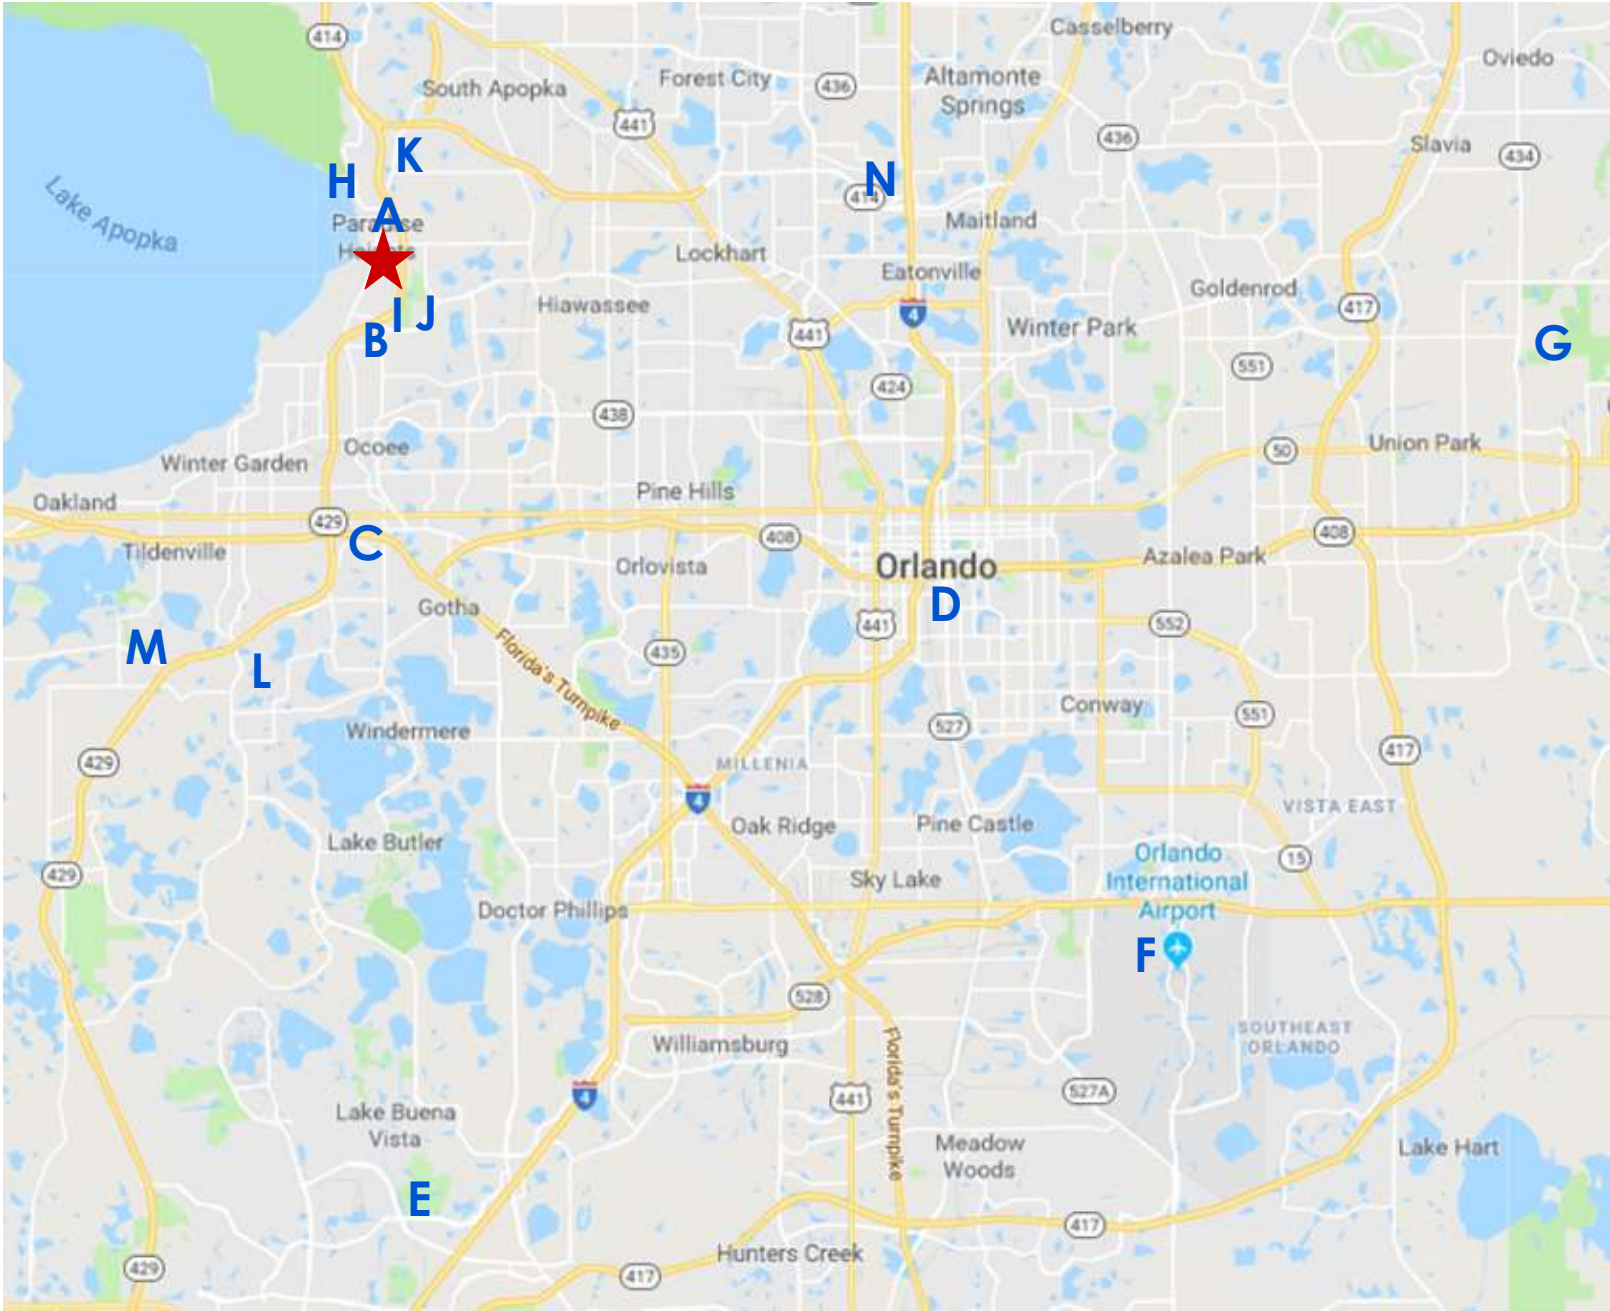 414
Casselberry
Oviedo
South Apopka
Forest City
436
Altamonte
Springs
441
436
Slavia
434
K
H
N
414
Lake Apopka
A
Paradise
Heights
Maitland
Lockhart
Eatonville
Goldenrod
I
J
Hiawassee
4
417
B
441
Winter Park
G
551
424
438
Ocoee
Winter Garden
50
Union Park
Pine Hills
Oakland
429
C
408
408
Tildenville
Orlovista
Orlando
Azalea Park
D
Gotha
441
552
M
L
435
Florida's Turnpike
Windermere
Conway
527
551
429
MILLENIA
417
4
Oak Ridge
Pine Castle
VISTA EAST
Lake Butler
Orlando
International
Airport
15
429
Sky Lake
Doctor Phillips
F
528
Williamsburg
SOUTHEAST
ORLANDO
Florida's Turnpike
4
441
527A
Lake Buena
Vista
Meadow
Woods
Lake Hart
E
417
Hunters Creek
429
417